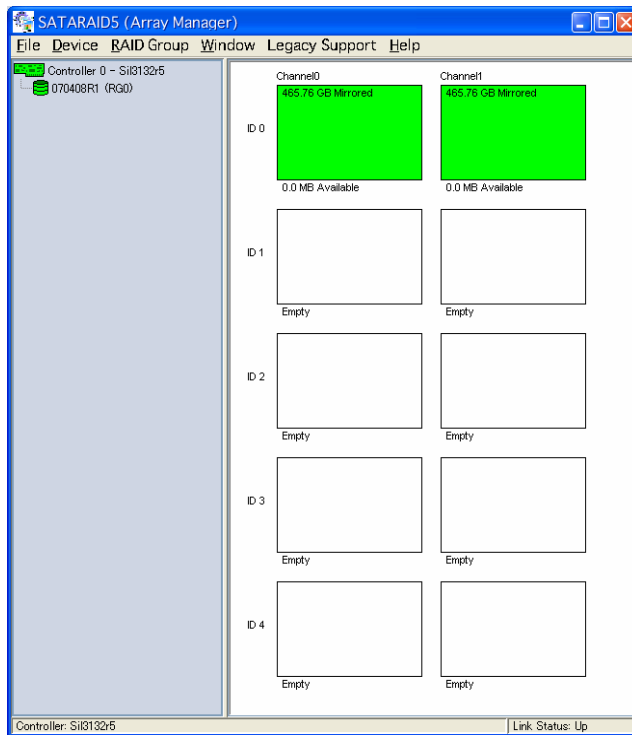 SATARAID5 (Array Manager)
File Device RAID Group Window Legacy Support Help
Controller 0 - SiI3132r5
070408R1 (RG0)
Channel0 Channel1
ID 0
465.76 GB Mirrored 465.76 GB Mirrored
0.0 MB Available 0.0 MB Available
ID 1
Empty Empty
ID 2
Empty Empty
ID 3
Empty Empty
ID 4
Empty Empty
Controller: SiI3132r5 Link Status: Up